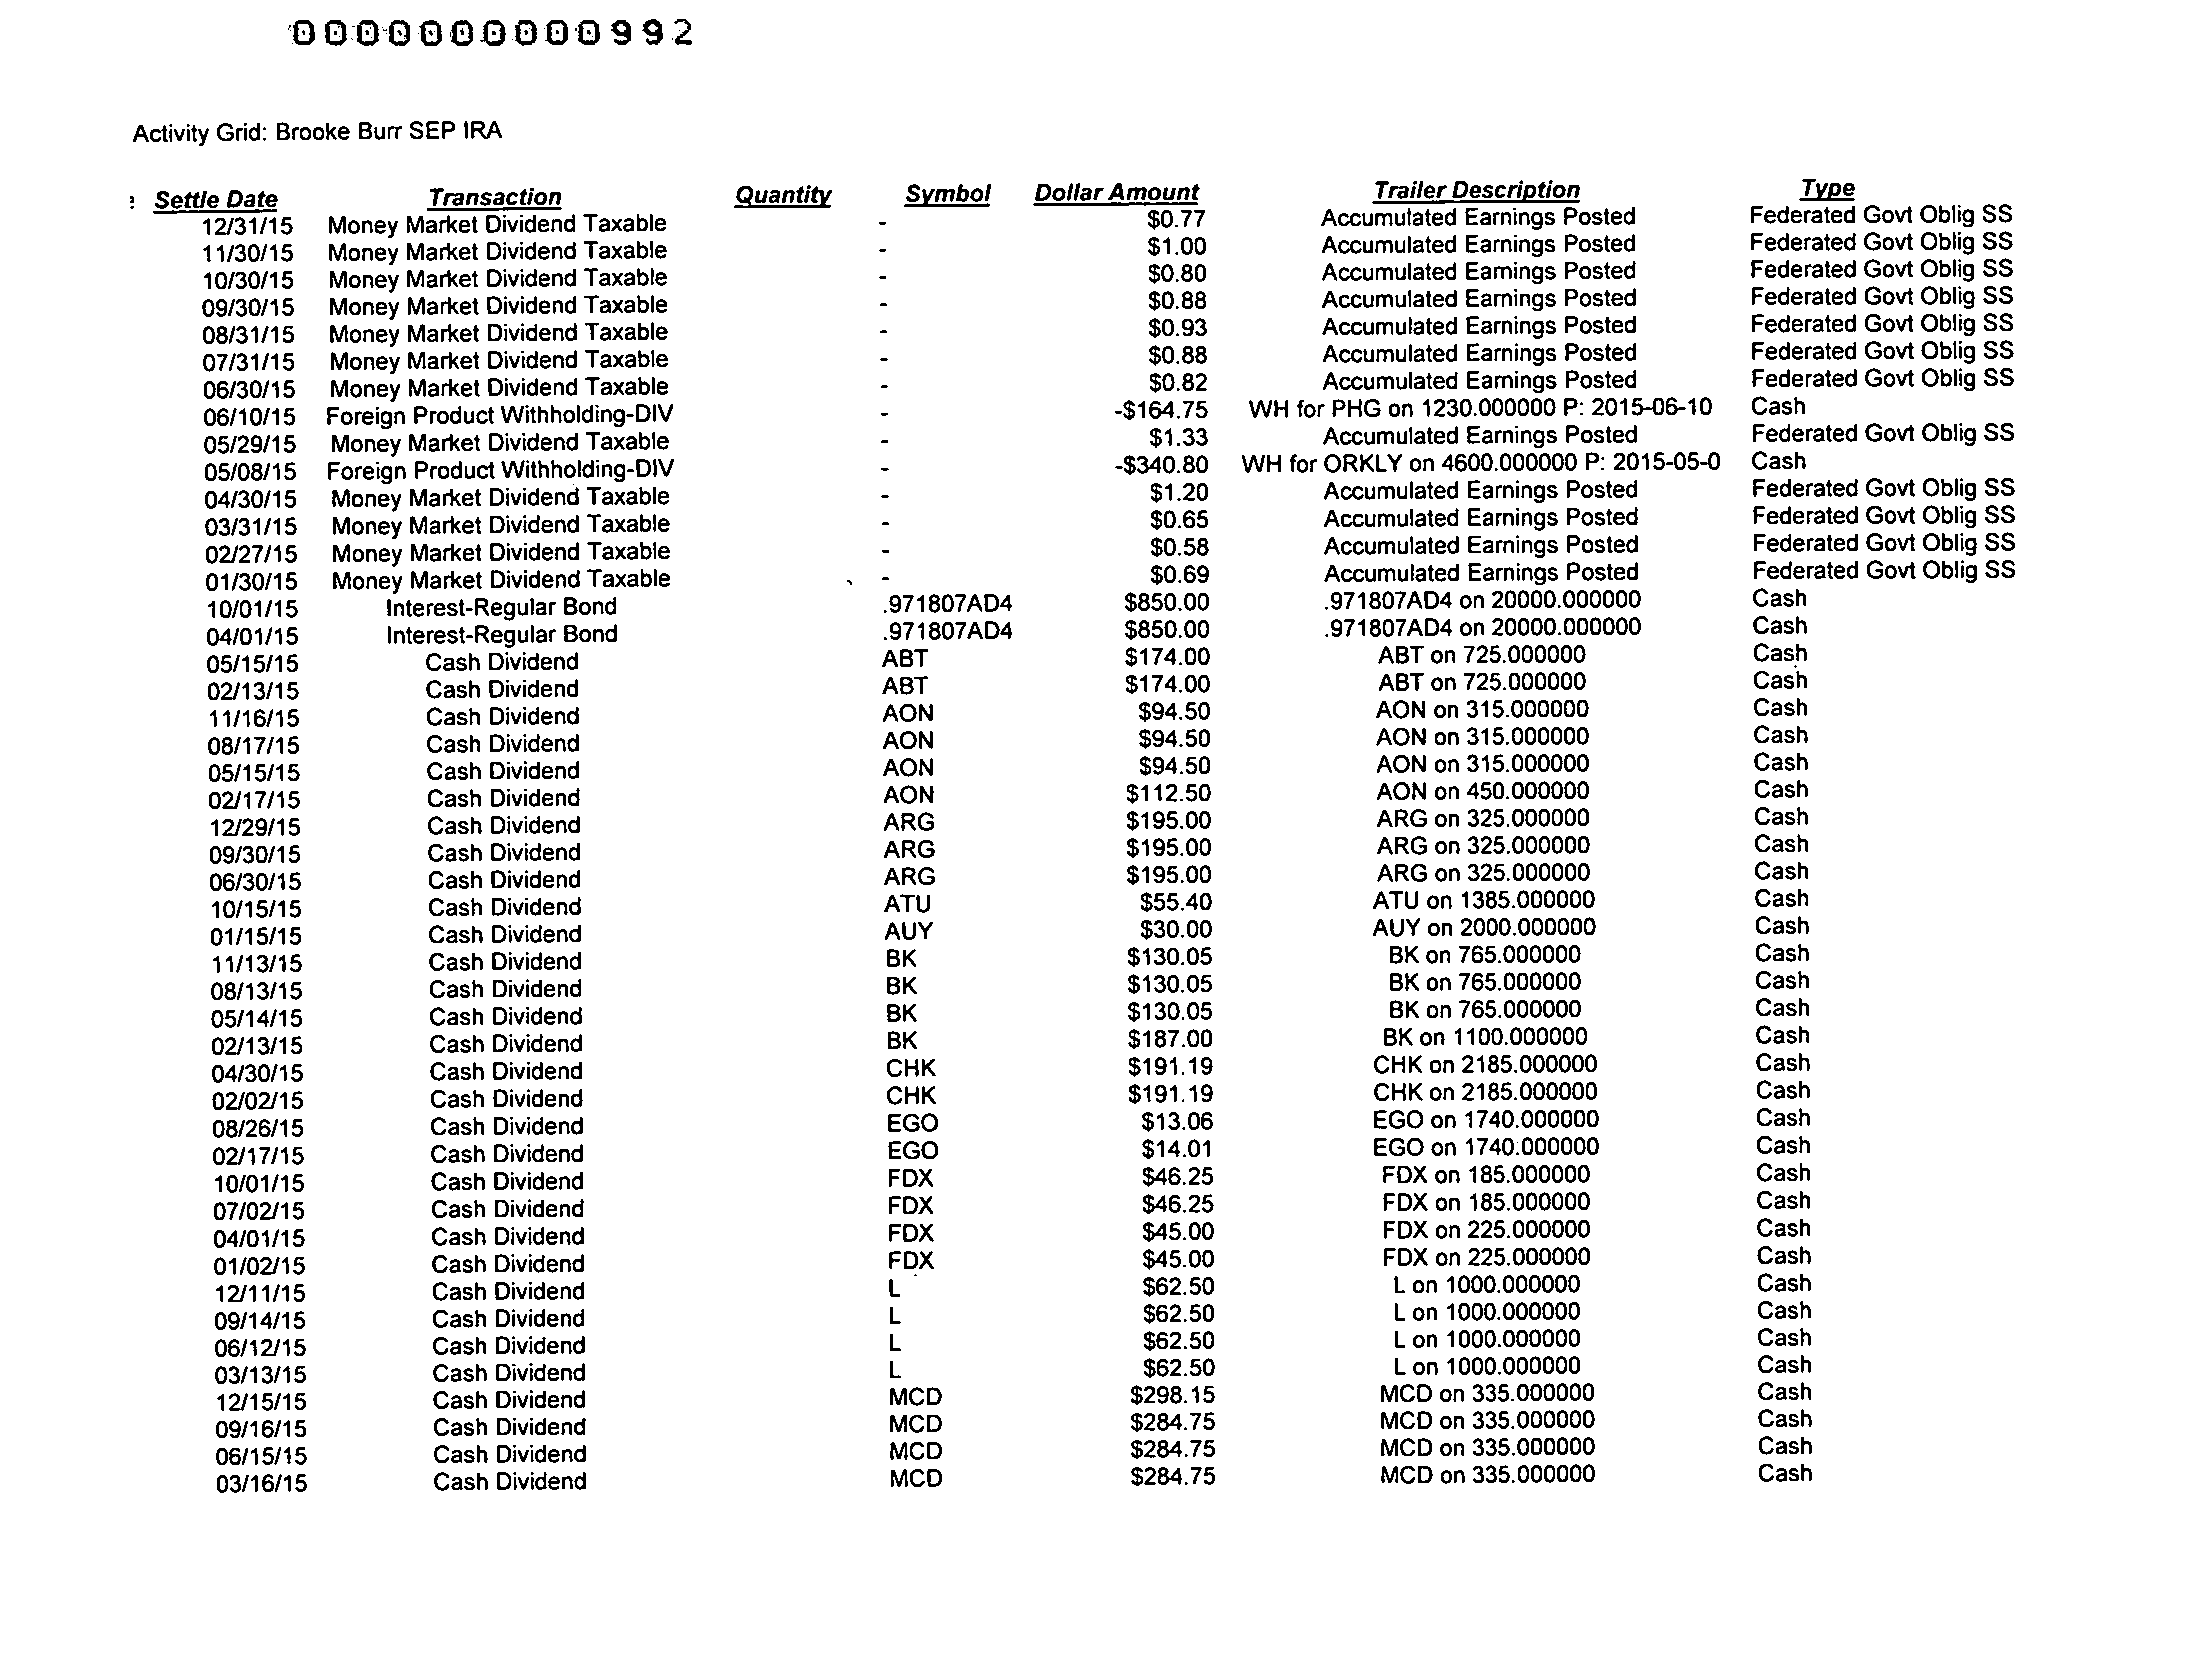 0000000000992
Activity Grid: Brooke Burr SEP IRA
: Settle Date Transaction Quantity Symbol Dollar Amount Trailer Description Type
12/31/15 Money Market Dividend Taxable - $0.77 Accumulated Earnings Posted Federated Govt Oblig SS
11/30/15 Money Market Dividend Taxable - $1.00 Accumulated Earnings Posted Federated Govt Oblig SS
10/30/15 Money Market Dividend Taxable - $0.80 Accumulated Earnings Posted Federated Govt Oblig SS
09/30/15 Money Market Dividend Taxable - $0.88 Accumulated Earnings Posted Federated Govt Oblig SS
08/31/15 Money Market Dividend Taxable - $0.93 Accumulated Earnings Posted Federated Govt Oblig SS
07/31/15 Money Market Dividend Taxable - $0.88 Accumulated Earnings Posted Federated Govt Oblig SS
06/30/15 Money Market Dividend Taxable - $0.82 Accumulated Earnings Posted Federated Govt Oblig SS
06/10/15 Foreign Product Withholding-DIV - -$164.75 WH for PHG on 1230.000000 P: 2015-06-10 Cash
05/29/15 Money Market Dividend Taxable - $1.33 Accumulated Earnings Posted Federated Govt Oblig SS
05/08/15 Foreign Product Withholding-DIV - -$340.80 WH for ORKLY on 4600.000000 P: 2015-05-0 Cash
04/30/15 Money Market Dividend Taxable - $1.20 Accumulated Earnings Posted Federated Govt Oblig SS
03/31/15 Money Market Dividend Taxable - $0.65 Accumulated Earnings Posted Federated Govt Oblig SS
02/27/15 Money Market Dividend Taxable - $0.58 Accumulated Earnings Posted Federated Govt Oblig SS
01/30/15 Money Market Dividend Taxable - $0.69 Accumulated Earnings Posted Federated Govt Oblig SS
10/01/15 Interest-Regular Bond .971807AD4 $850.00 .971807AD4 on 20000.000000 Cash
04/01/15 Interest-Regular Bond .971807AD4 $850.00 .971807AD4 on 20000.000000 Cash
05/15/15 Cash Dividend ABT $174.00 ABT on 725.000000 Cash
02/13/15 Cash Dividend ABT $174.00 ABT on 725.000000 Cash
11/16/15 Cash Dividend AON $94.50 AON on 315.000000 Cash
08/17/15 Cash Dividend AON $94.50 AON on 315.000000 Cash
05/15/15 Cash Dividend AON $94.50 AON on 315.000000 Cash
02/17/15 Cash Dividend AON $112.50 AON on 450.000000 Cash
12/29/15 Cash Dividend ARG $195.00 ARG on 325.000000 Cash
09/30/15 Cash Dividend ARG $195.00 ARG on 325.000000 Cash
06/30/15 Cash Dividend ARG $195.00 ARG on 325.000000 Cash
10/15/15 Cash Dividend ATU $55.40 ATU on 1385.000000 Cash
01/15/15 Cash Dividend AUY $30.00 AUY on 2000.000000 Cash
11/13/15 Cash Dividend BK $130.05 BK on 765.000000 Cash
08/13/15 Cash Dividend BK $130.05 BK on 765.000000 Cash
05/14/15 Cash Dividend BK $130.05 BK on 765.000000 Cash
02/13/15 Cash Dividend BK $187.00 BK on 1100.000000 Cash
04/30/15 Cash Dividend CHK $191.19 CHK on 2185.000000 Cash
02/02/15 Cash Dividend CHK $191.19 CHK on 2185.000000 Cash
08/26/15 Cash Dividend EGO $13.06 EGO on 1740.000000 Cash
02/17/15 Cash Dividend EGO $14.01 EGO on 1740.000000 Cash
10/01/15 Cash Dividend FDX $46.25 FDX on 185.000000 Cash
07/02/15 Cash Dividend FDX $46.25 FDX on 185.000000 Cash
04/01/15 Cash Dividend FDX $45.00 FDX on 225.000000 Cash
01/02/15 Cash Dividend FDX $45.00 FDX on 225.000000 Cash
12/11/15 Cash Dividend L $62.50 L on 1000.000000 Cash
09/14/15 Cash Dividend L $62.50 L on 1000.000000 Cash
06/12/15 Cash Dividend L $62.50 L on 1000.000000 Cash
03/13/15 Cash Dividend L $62.50 L on 1000.000000 Cash
12/15/15 Cash Dividend MCD $298.15 MCD on 335.000000 Cash
09/16/15 Cash Dividend MCD $284.75 MCD on 335.000000 Cash
06/15/15 Cash Dividend MCD $284.75 MCD on 335.000000 Cash
03/16/15 Cash Dividend MCD $284.75 MCD on 335.000000 Cash